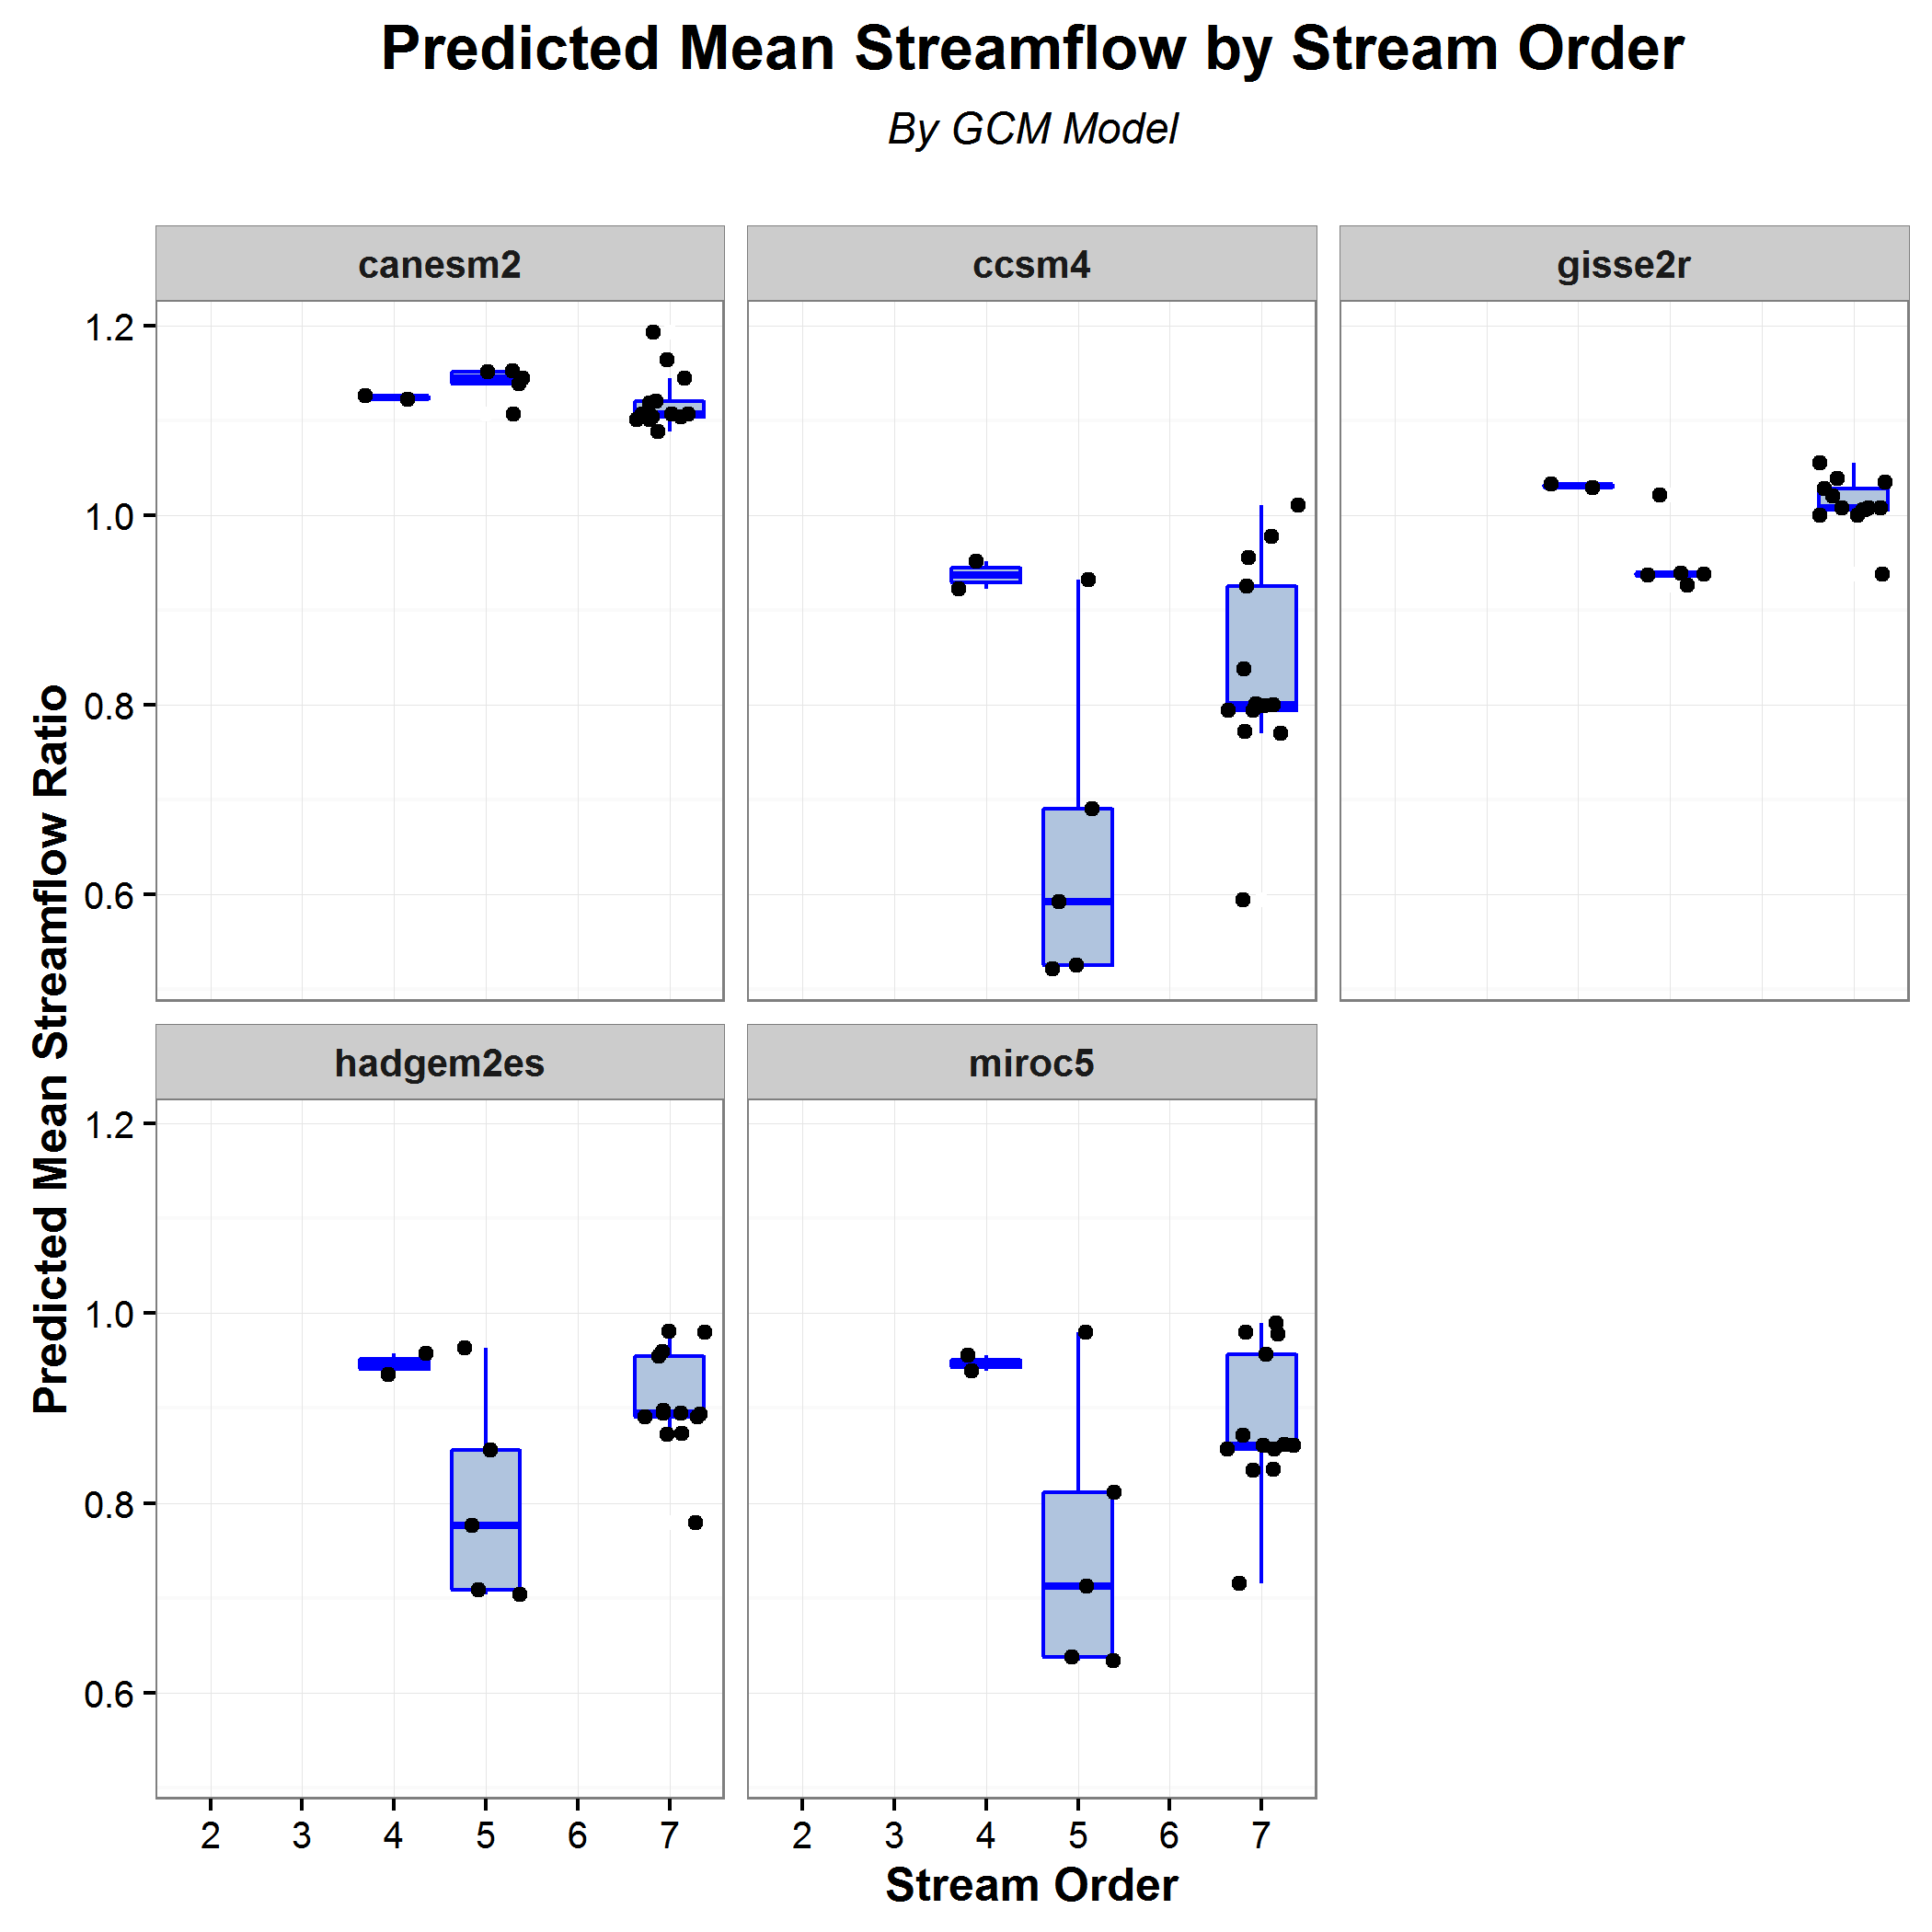 Predicted Mean Streamflow by Stream Order
By GCM Model
canesm2
ccsm4
gisse2r
1.2
1.0
0.8
0.6
hadgem2es
miroc5
1.2
1.0
0.8
0.6
2 3 4 5 6 7
2 3 4 5 6 7
Stream Order
Predicted Mean Streamflow Ratio